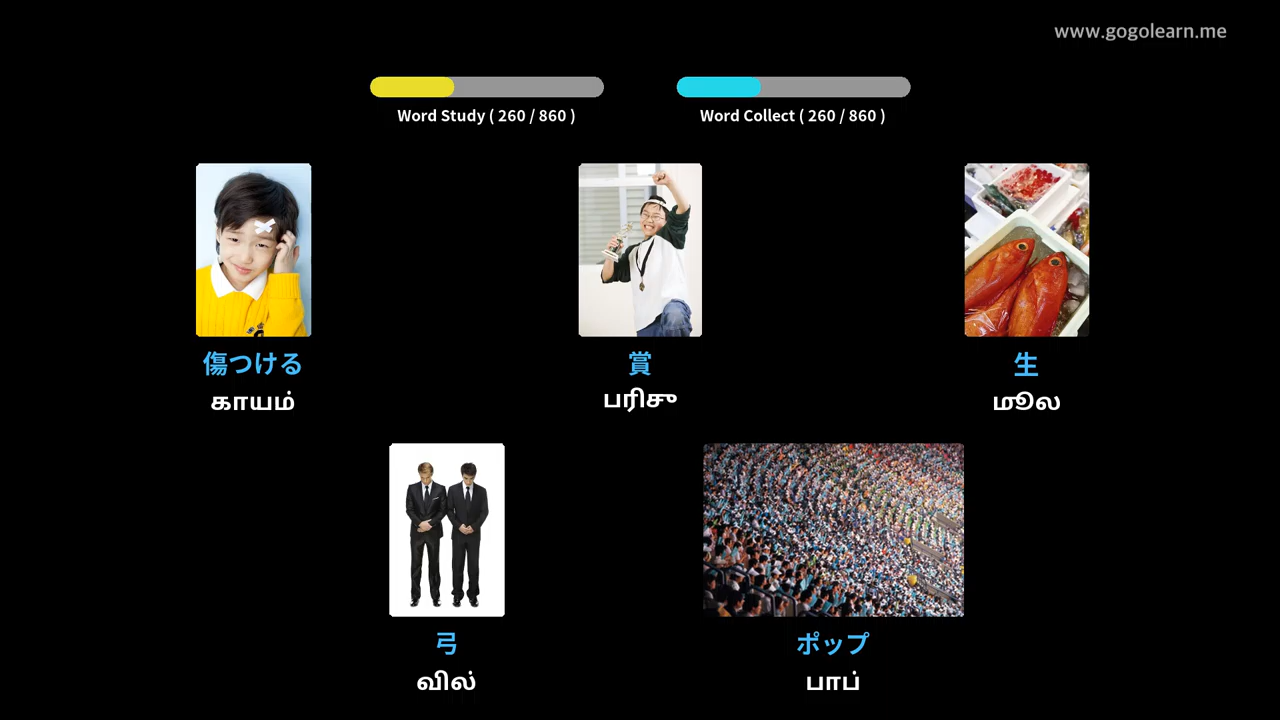 www.gogolearn.me
Word Study ( 260 / 860 )
Word Collect ( 260 / 860 )
傷つける
காயம்
賞
பரிசு
生
மூல
弓
வில்
ポップ
பாப்